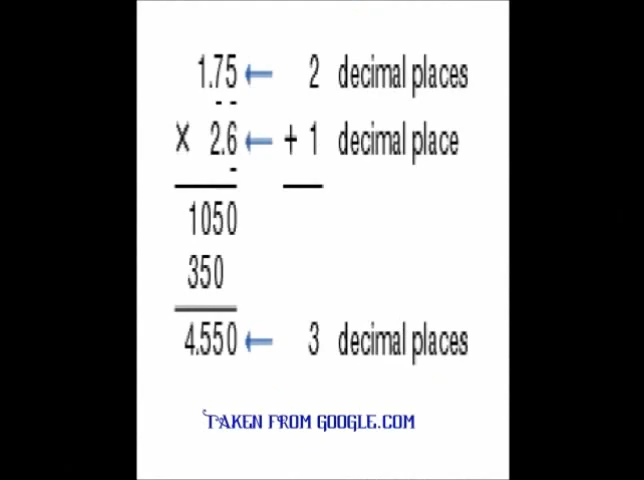 1.75 ← 2 decimal places
× 2.6 ← + 1 decimal place
1050
350
4.550 ← 3 decimal places
TAKEN FROM GOOGLE.COM